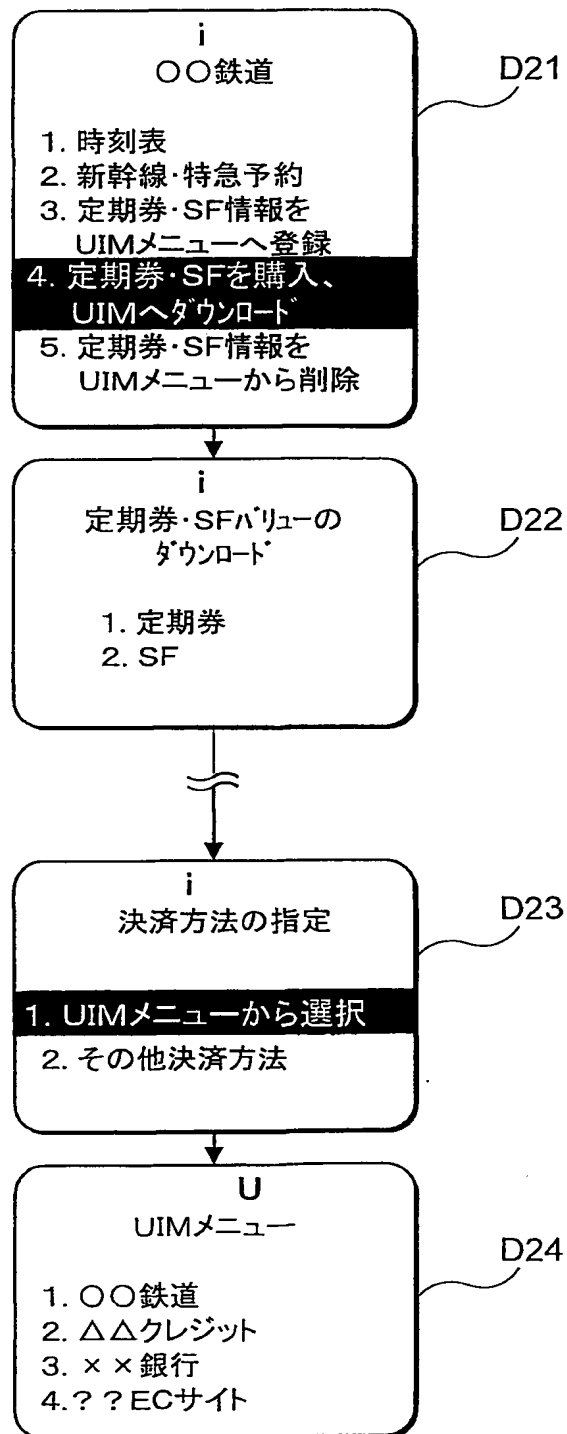 i
○○鉄道
D21
1. 時刻表
2. 新幹線・特急予約
3. 定期券・SF情報を
UIMメニューへ登録
4. 定期券・SFを購入、
UIMへダウンロード
5. 定期券・SF情報を
UIMメニューから削除
i
定期券・SFバリューの
ダウンロード
D22
1. 定期券
2. SF
i
決済方法の指定
D23
1. UIMメニューから選択
2. その他決済方法
U
UIMメニュー
D24
1. ○○鉄道
2. △△クレジット
3. ××銀行
4.??ECサイト